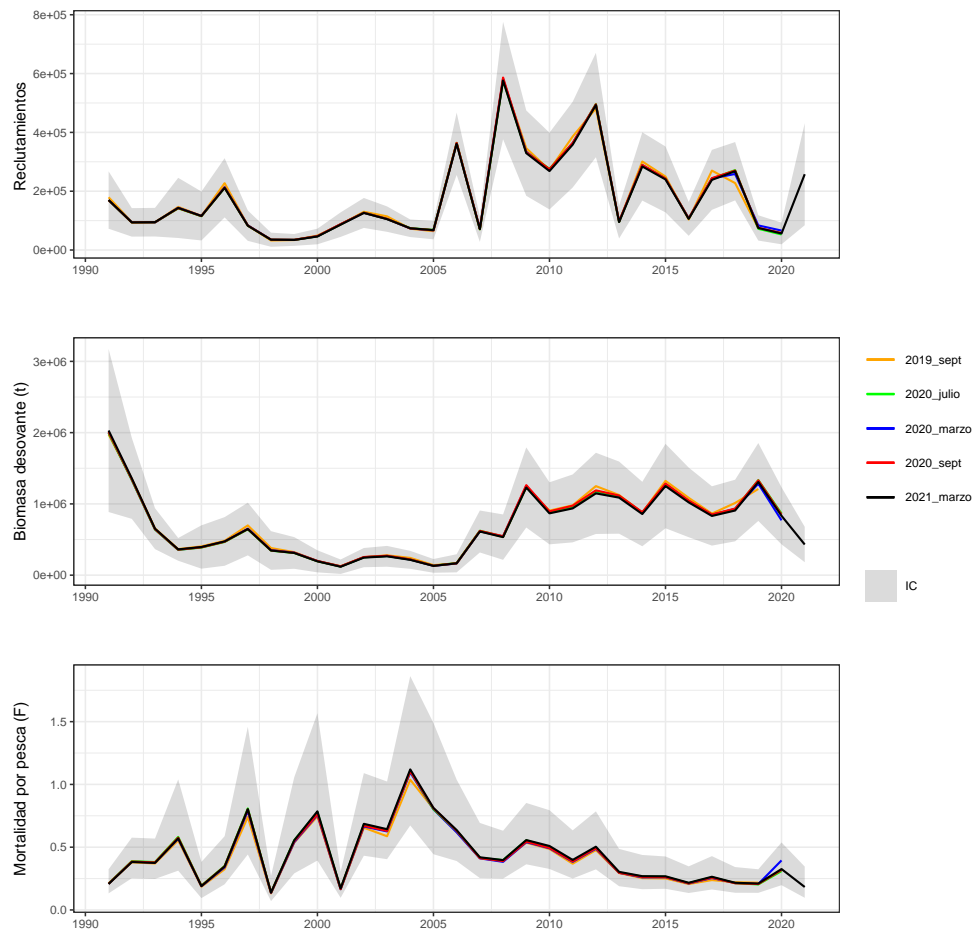 Reclutamientos
8e+05
6e+05
4e+05
2e+05
0e+00
1990 1995 2000 2005 2010 2015 2020
Biomasa desovante (t)
3e+06
2e+06
1e+06
0e+00
1990 1995 2000 2005 2010 2015 2020
2019_sept
2020_julio
2020_marzo
2020_sept
2021_marzo
IC
Mortalidad por pesca (F)
1.5
1.0
0.5
0.0
1990 1995 2000 2005 2010 2015 2020